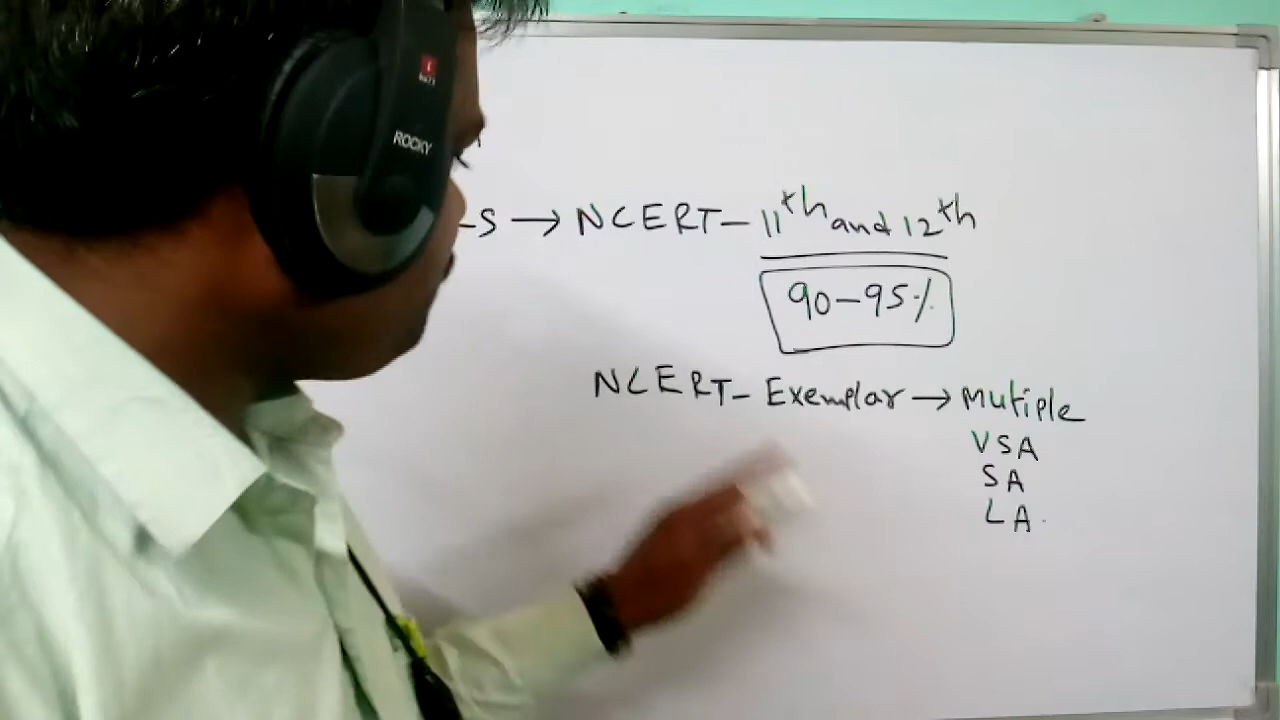 ROCKY
-S → NCERT - 11th and 12th
90-95%
NCERT - Exemplar → Mutiple
VSA
SA
LA.